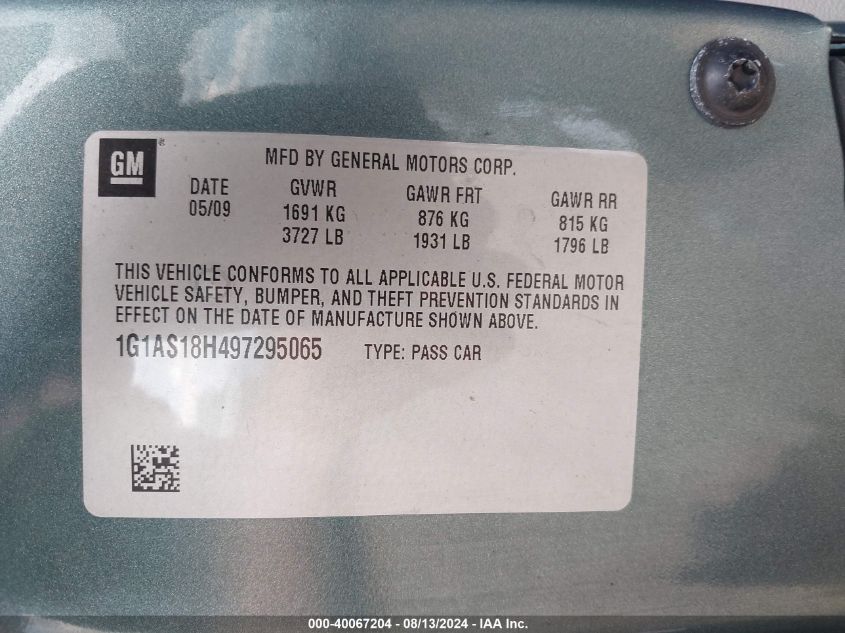 GM ®
MFD BY GENERAL MOTORS CORP.
DATE GVWR GAWR FRT GAWR RR
05/09 1691 KG 876 KG 815 KG
3727 LB 1931 LB 1796 LB
THIS VEHICLE CONFORMS TO ALL APPLICABLE U.S. FEDERAL MOTOR
VEHICLE SAFETY, BUMPER, AND THEFT PREVENTION STANDARDS IN
EFFECT ON THE DATE OF MANUFACTURE SHOWN ABOVE.
1G1AS18H497295065 TYPE: PASS CAR
000-40067204 - 08/13/2024 - IAA Inc.